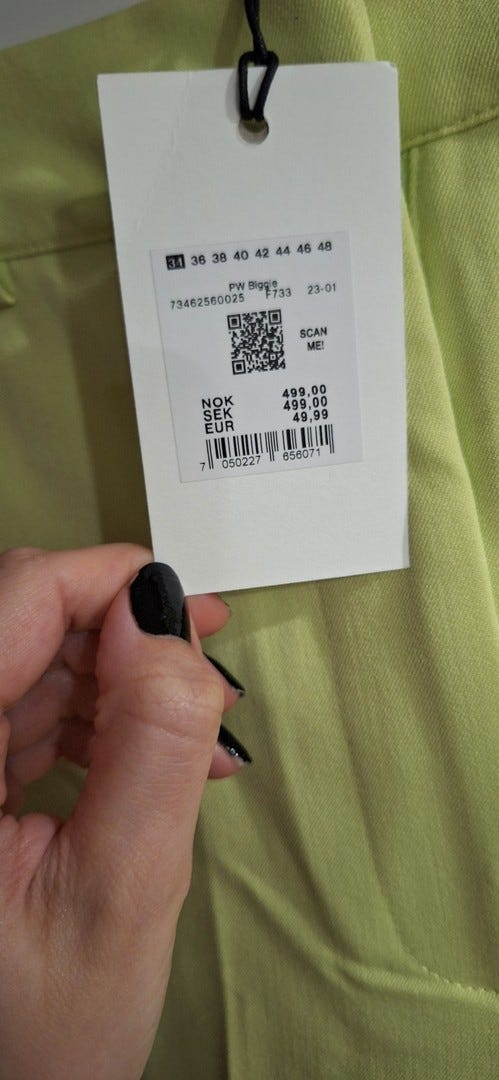 34 36 38 40 42 44 46 48
PW Biggie
73462560025 F733 23-01
SCAN
ME!
NOK 499,00
SEK 499,00
EUR 49,99
7 050227 656071